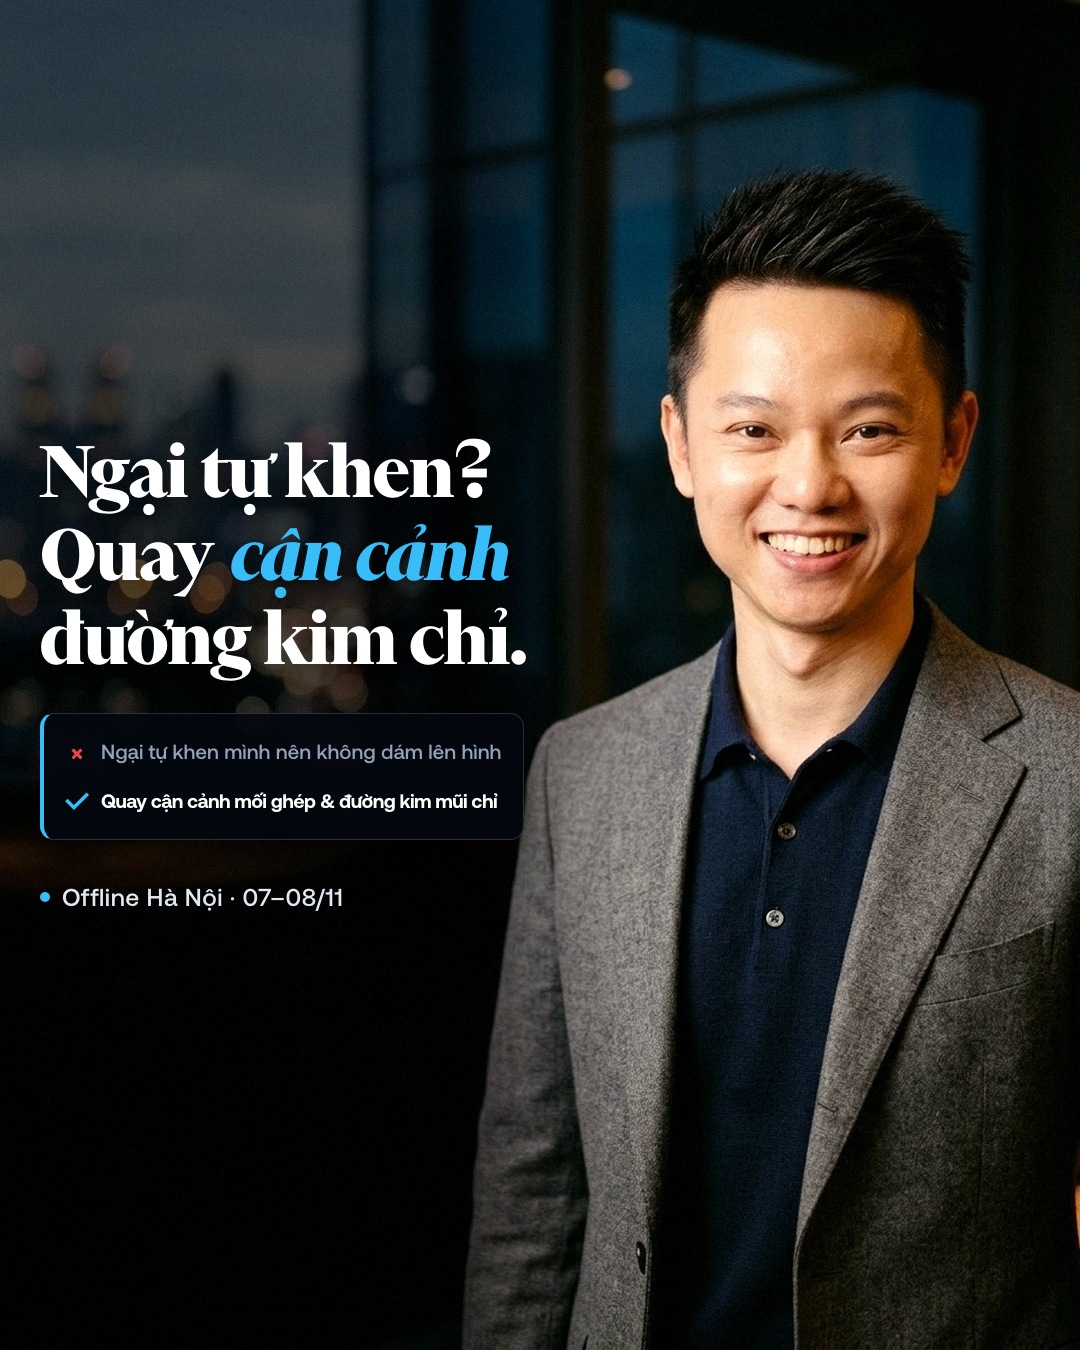 Ngại tự khen?
Quay cận cảnh
đường kim chỉ.
× Ngại tự khen mình nên không dám lên hình
✓ Quay cận cảnh mối ghép & đường kim mũi chỉ
• Offline Hà Nội · 07–08/11